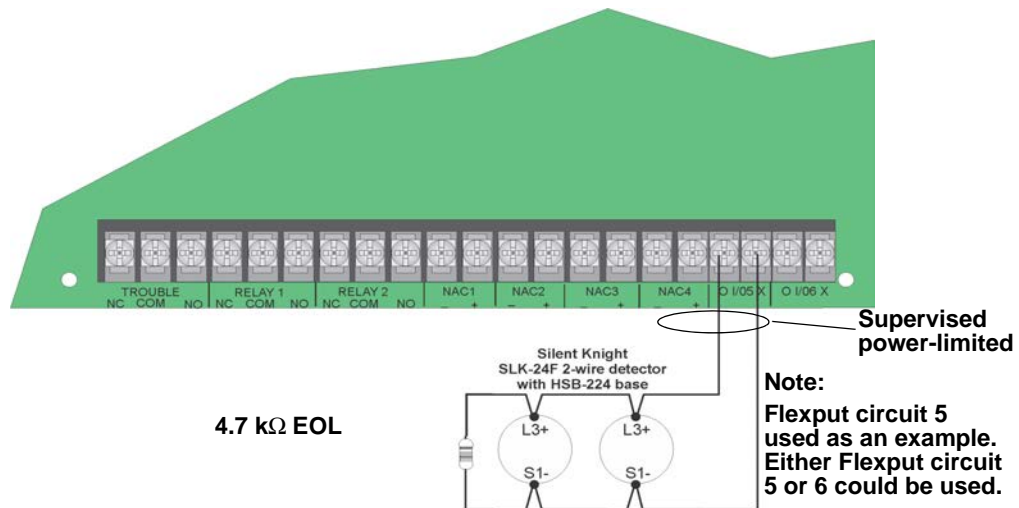 TROUBLE RELAY 1 RELAY 2 NAC1 NAC2 NAC3 NAC4 O I/05 X O I/06 X
NC COM NO NC COM NO NC COM NO – + – + – + – +
Supervised
power-limited
Silent Knight
SLK-24F 2-wire detector
with HSB-224 base
Note:
Flexput circuit 5
used as an example.
Either Flexput circuit
5 or 6 could be used.
4.7 kΩ EOL
L3+ L3+
S1- S1-